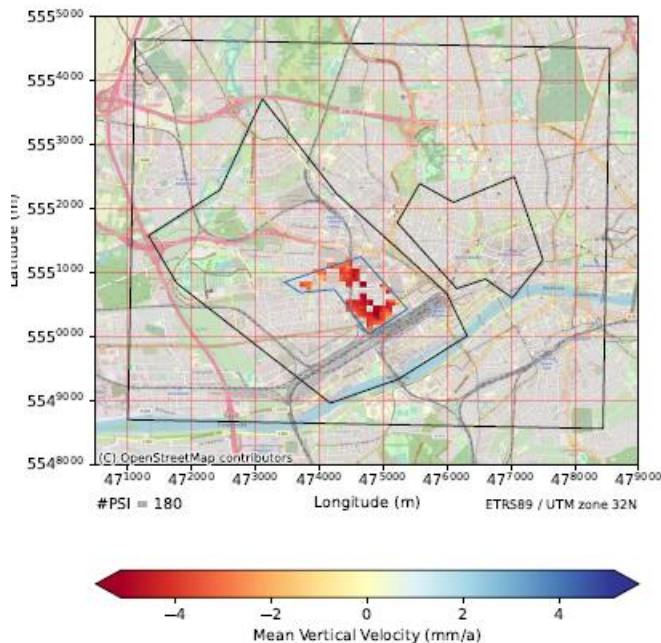 555⁵⁰⁰⁰
555⁴⁰⁰⁰
555³⁰⁰⁰
555²⁰⁰⁰
555¹⁰⁰⁰
555⁰⁰⁰⁰
554⁹⁰⁰⁰
554⁸⁰⁰⁰
Latitude (m)
(C) OpenStreetMap contributors
47¹⁰⁰⁰ 47²⁰⁰⁰ 47³⁰⁰⁰ 47⁴⁰⁰⁰ 47⁵⁰⁰⁰ 47⁶⁰⁰⁰ 47⁷⁰⁰⁰ 47⁸⁰⁰⁰ 47⁹⁰⁰⁰
#PSI = 180 Longitude (m) ETRS89 / UTM zone 32N
−4 −2 0 2 4
Mean Vertical Velocity (mm/a)